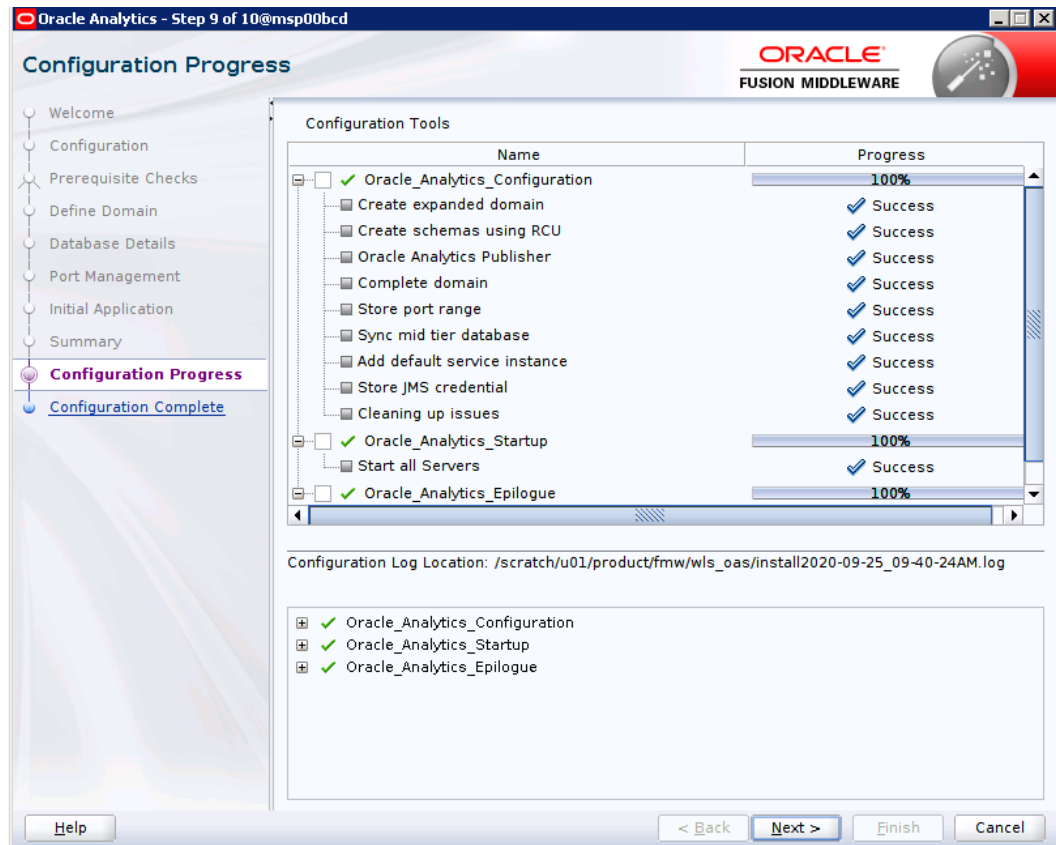 Oracle Analytics - Step 9 of 10@msp00bcd
Configuration Progress
ORACLE
FUSION MIDDLEWARE
Welcome
Configuration
Prerequisite Checks
Define Domain
Database Details
Port Management
Initial Application
Summary
Configuration Progress
Configuration Complete
Configuration Tools
Name Progress
Oracle_Analytics_Configuration 100%
Create expanded domain Success
Create schemas using RCU Success
Oracle Analytics Publisher Success
Complete domain Success
Store port range Success
Sync mid tier database Success
Add default service instance Success
Store JMS credential Success
Cleaning up issues Success
Oracle_Analytics_Startup 100%
Start all Servers Success
Oracle_Analytics_Epilogue 100%
Configuration Log Location: /scratch/u01/product/fmw/wls_oas/install2020-09-25_09-40-24AM.log
Oracle_Analytics_Configuration
Oracle_Analytics_Startup
Oracle_Analytics_Epilogue
Help < Back Next > Finish Cancel